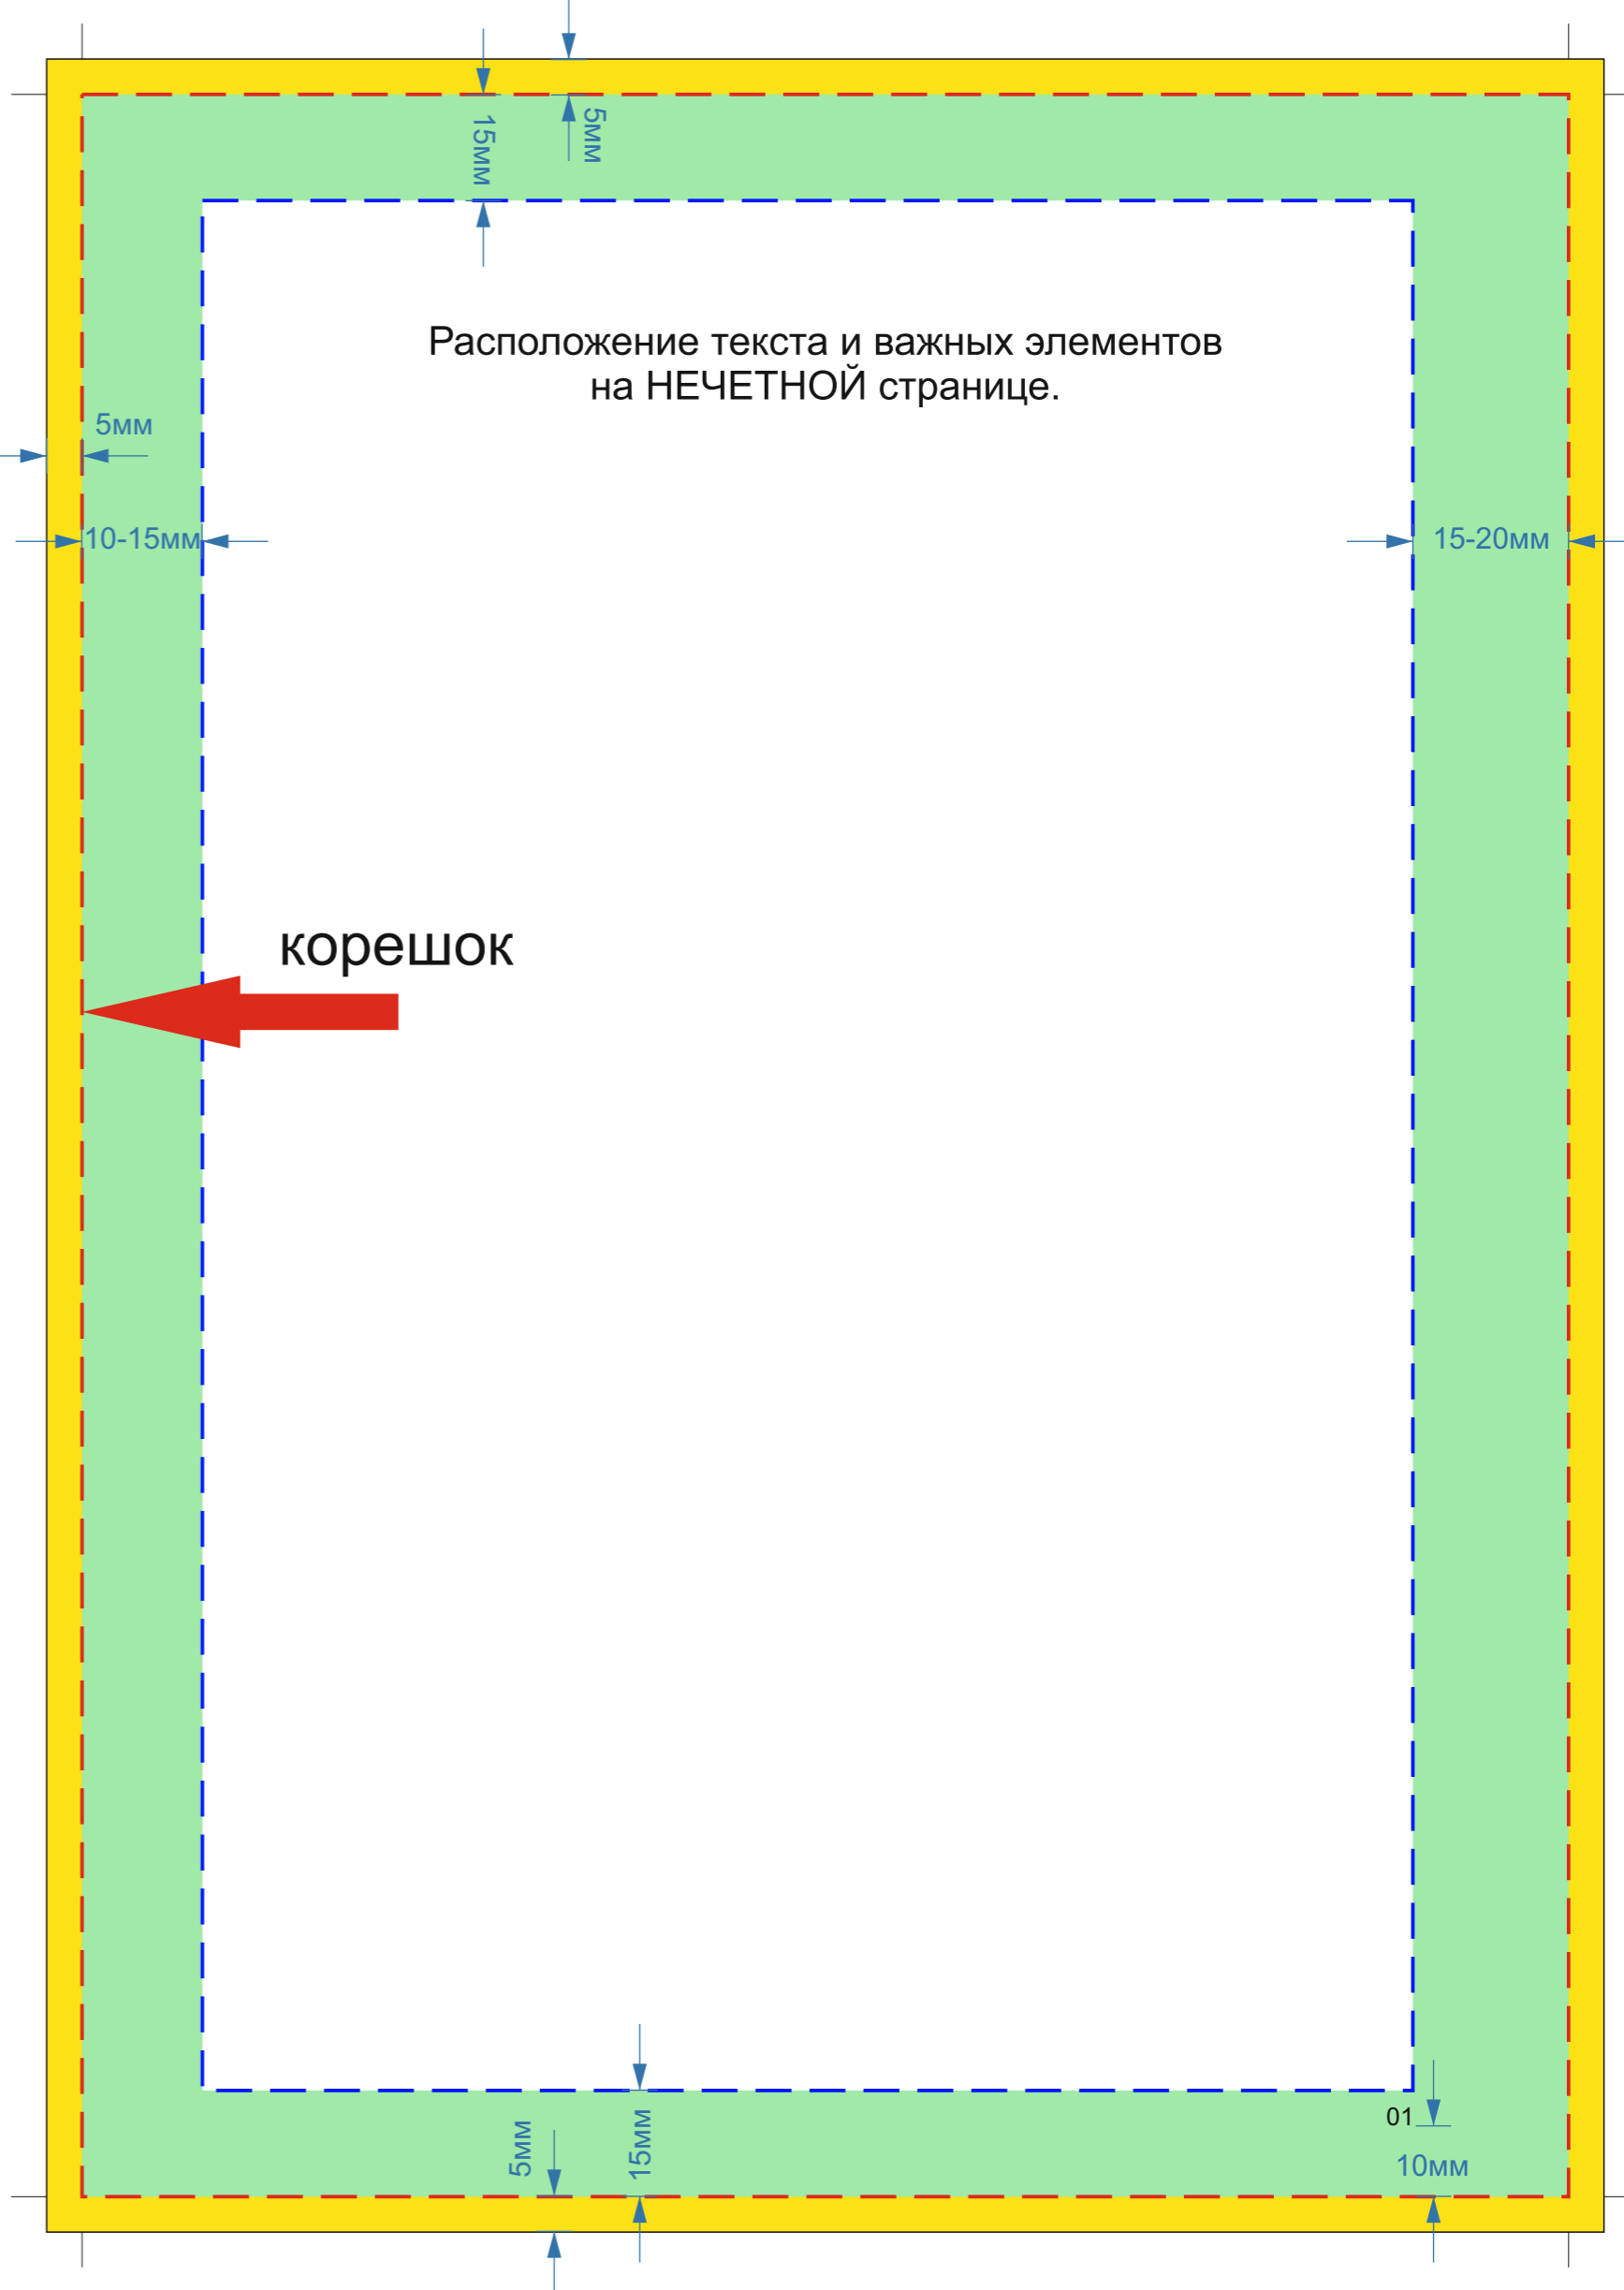 15мм
5мм
Расположение текста и важных элементов
на НЕЧЕТНОЙ странице.
5мм
10-15мм
15-20мм
корешок
01
5мм
15мм
10мм